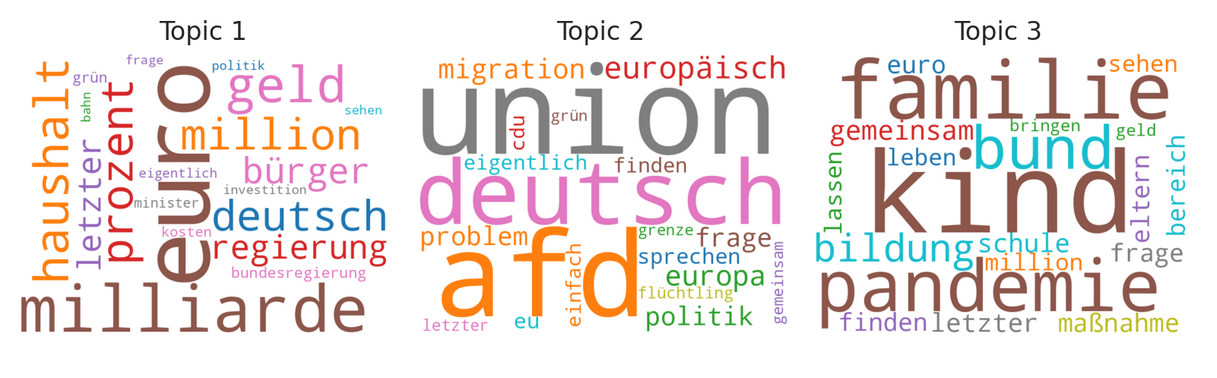 Topic 1
frage
politik
grün
haushalt
bahn
letzter
prozent
euro
geld
sehen
million
eigentlich
bürger
investition
minister
deutsch
kosten
regierung
bundesregierung
milliarde
Topic 2
migration
europäisch
union
cdu
grün
eigentlich
finden
deutsch
problem
afd
einfach
grenze
frage
sprechen
europa
flüchtling
politik
gemeinsam
letzter
eu
Topic 3
euro
sehen
familie
gemeinsam
bringen
geld
leben
bund
lassen
kind
eltern
bereich
bildung
schule
million
frage
pandemie
finden
letzter
maßnahme